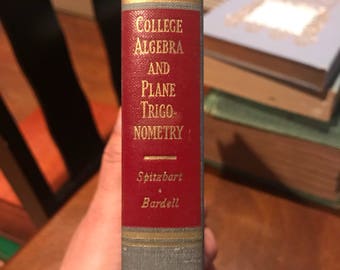 COLLEGE
ALGEBRA
AND
PLANE
TRIGO-
NOMETRY
Spitzbart
Bardell